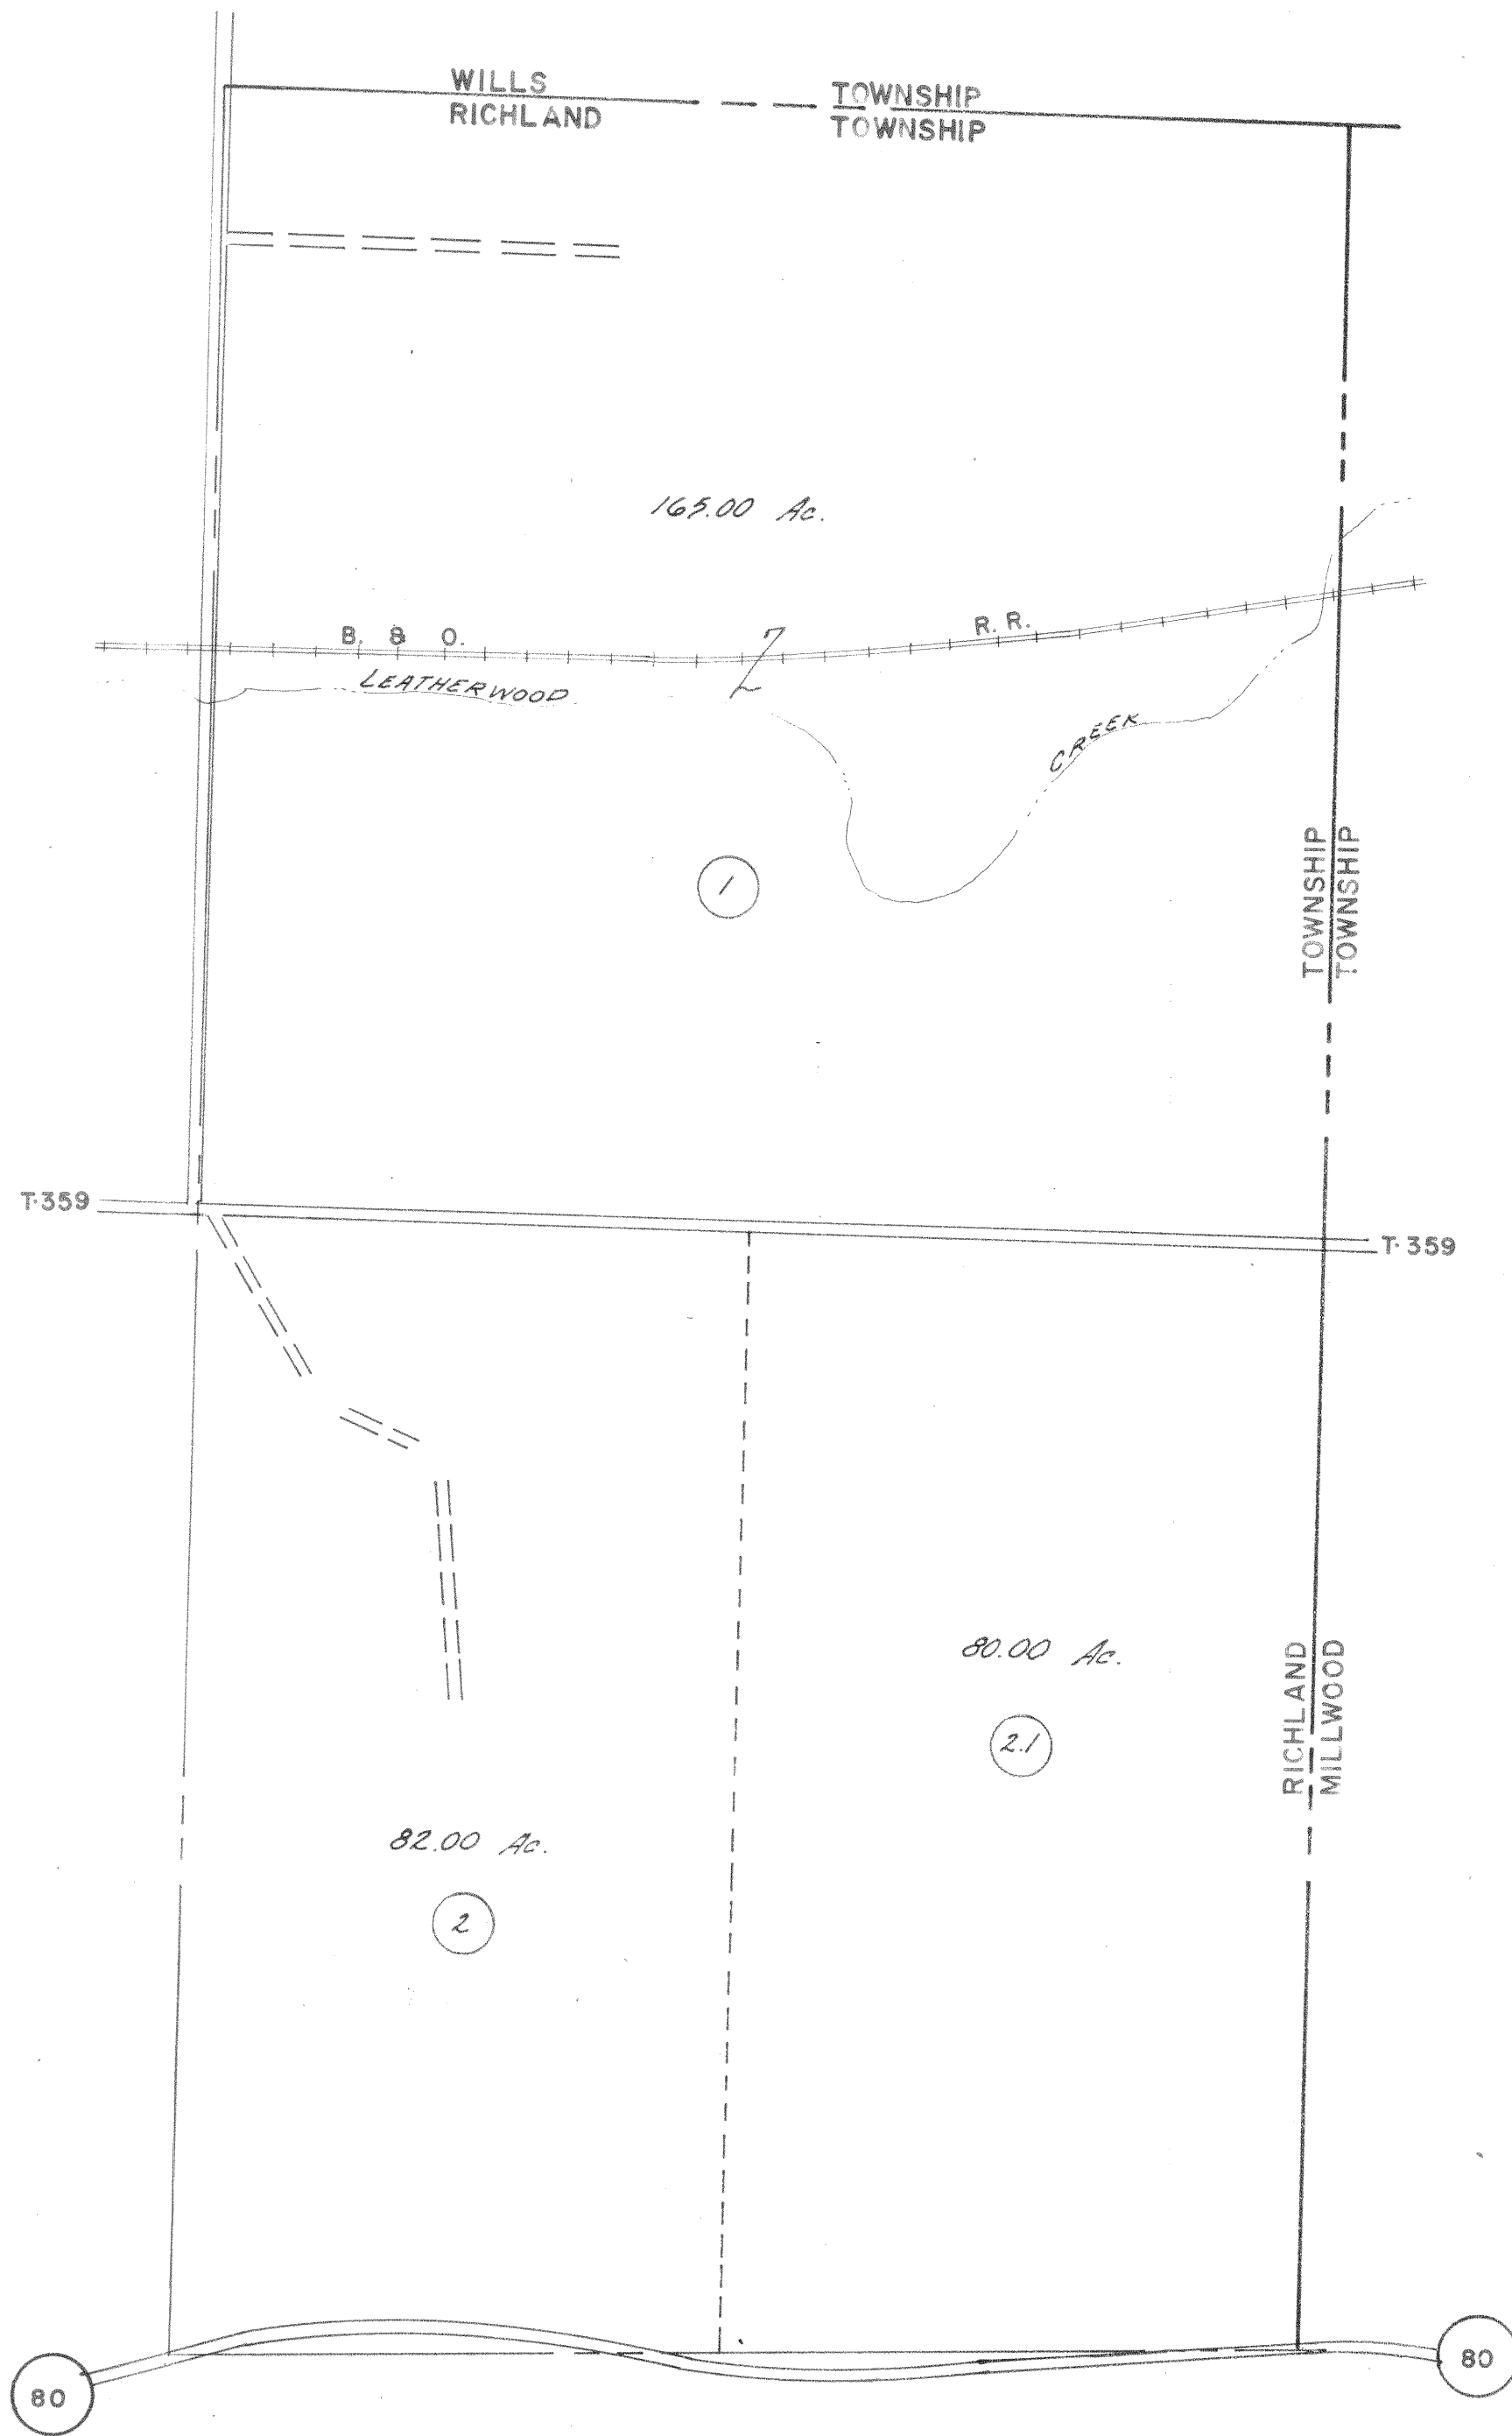 WILLS TOWNSHIP
RICHLAND TOWNSHIP
165.00 Ac.
B. & O. R. R.
LEATHERWOOD CREEK
1
TOWNSHIP
TOWNSHIP
T-359
T-359
80.00 Ac.
2.1
RICHLAND
MILLWOOD
82.00 Ac.
2
80
80